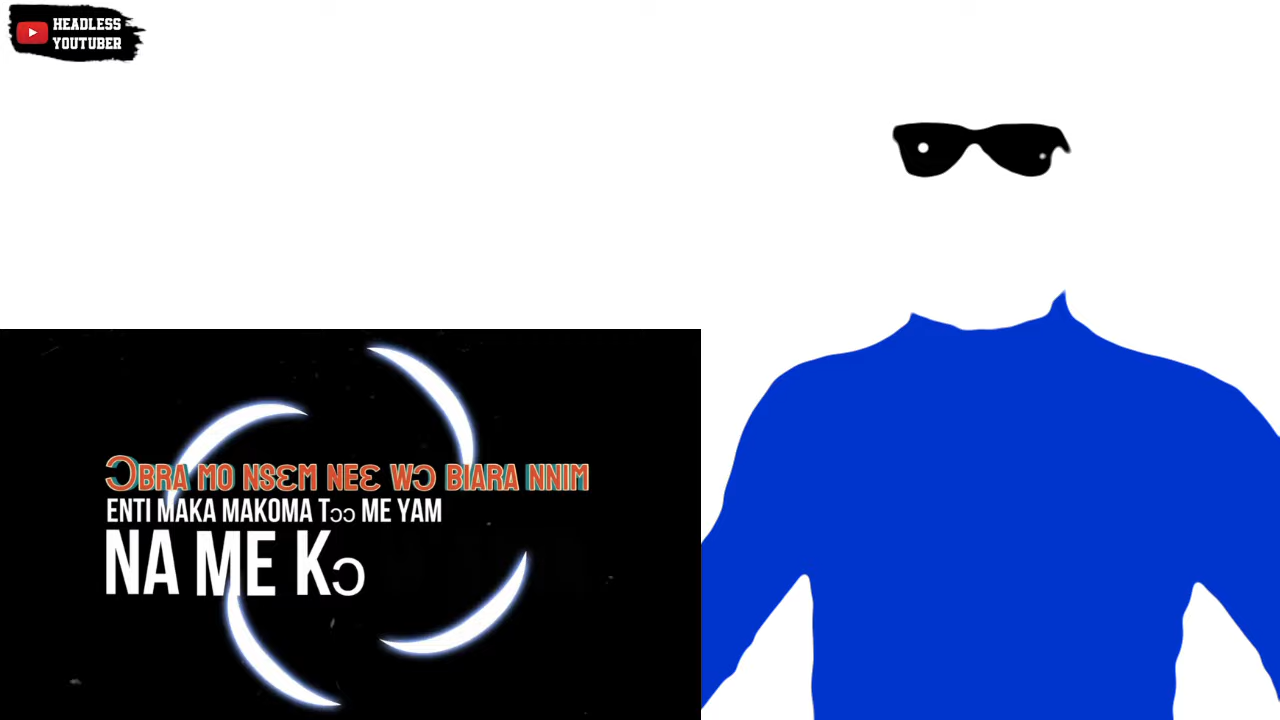 HEADLESS
YOUTUBER
ƆBRA MO NSƐM NEƐ WƆ BIARA NNIM
ENTI MAKA MAKOMA Tɔɔ ME YAM
NA ME Kɔ